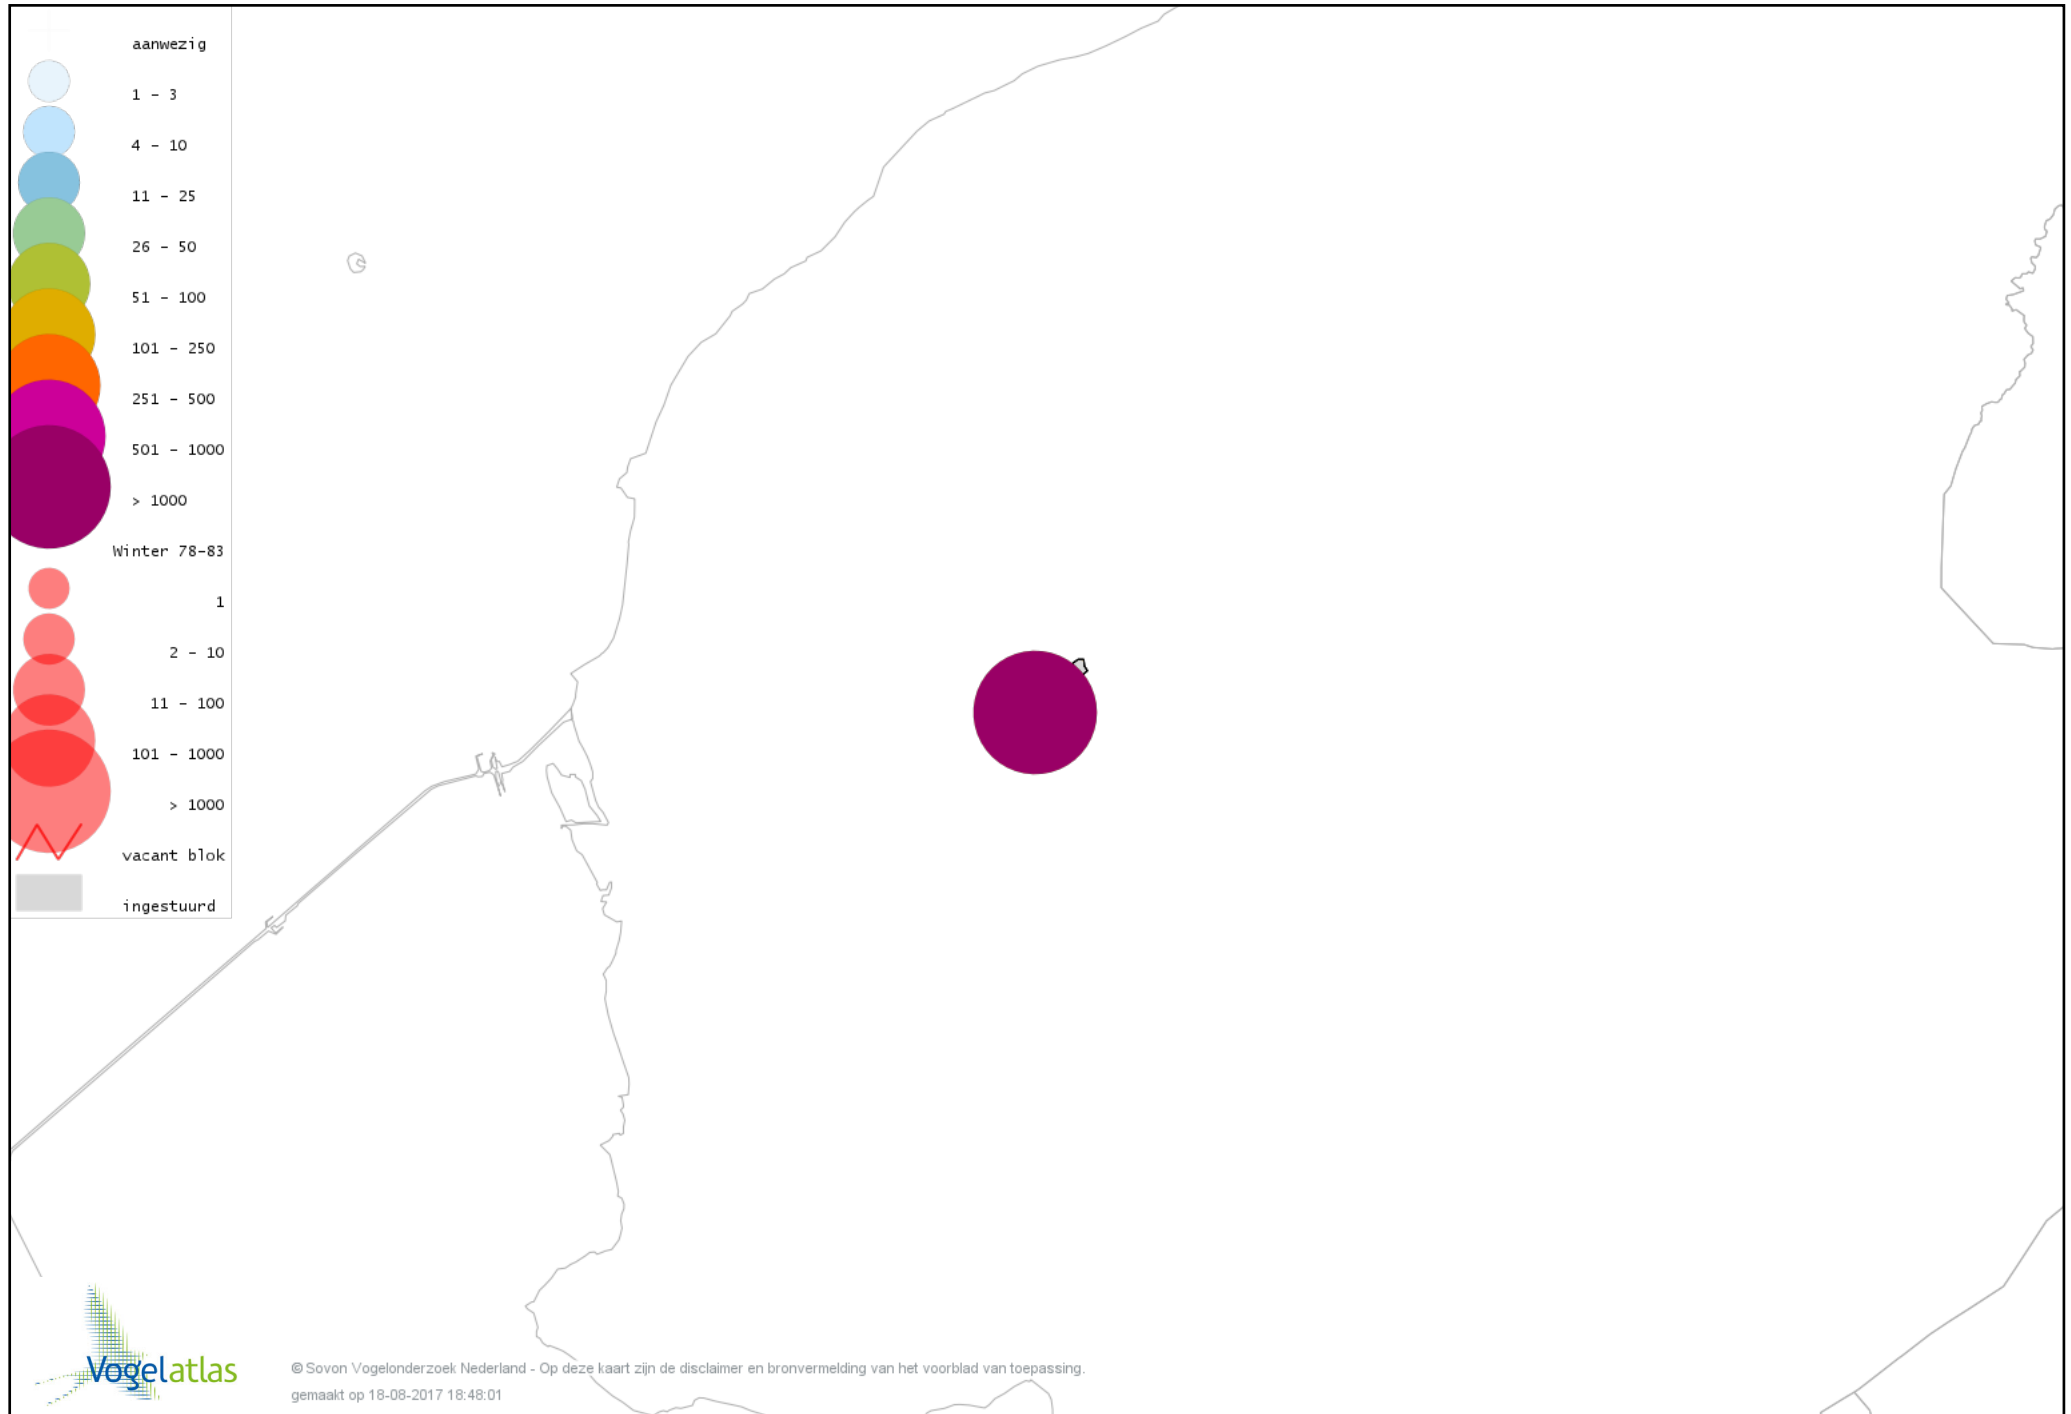 aanwezig
1 - 3
4 - 10
11 - 25
26 - 50
51 - 100
101 - 250
251 - 500
501 - 1000
> 1000
Winter 78-83
1
2 - 10
11 - 100
101 - 1000
> 1000
vacant blok
ingestuurd
Vogelatlas
© Sovon Vogelonderzoek Nederland - Op deze kaart zijn de disclaimer en bronvermelding van het voorblad van toepassing.
gemaakt op 18-08-2017 18:48:01